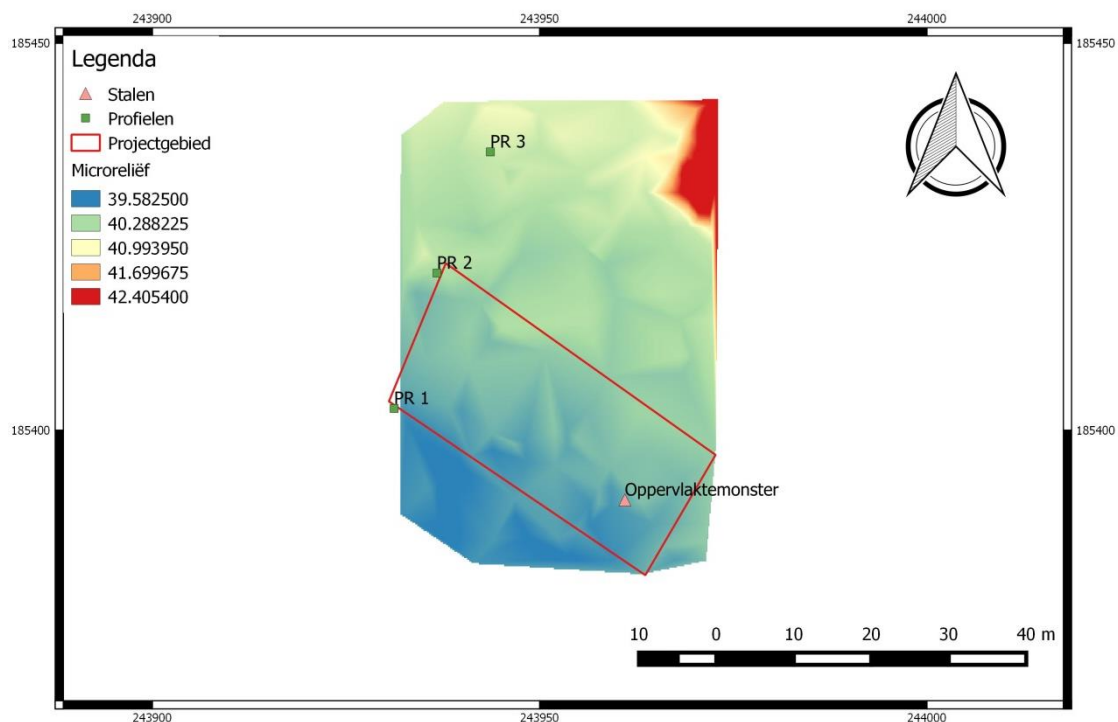 243900 243950 244000
185450 185450
Legenda
Stalen
Profielen
Projectgebied
Microreliëf
39.582500
40.288225
40.993950
41.699675
42.405400
PR 3
PR 2
PR 1
185400 185400
Oppervlaktemonster
10 0 10 20 30 40 m
243900 243950 244000